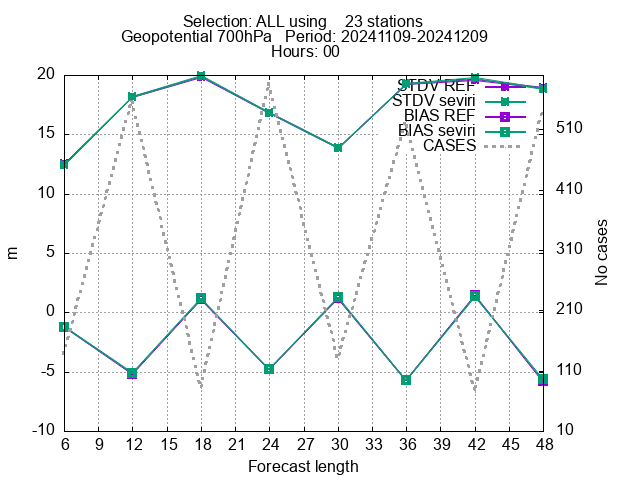 Selection: ALL using    23 stations
Geopotential 700hPa   Period: 20241109-20241209
Hours: 00
20
15
10
5
0
-5
-10
m
STDV REF
STDV seviri
BIAS REF
BIAS seviri
CASES
510
410
310
210
110
10
No cases
6 9 12 15 18 21 24 27 30 33 36 39 42 45 48
Forecast length